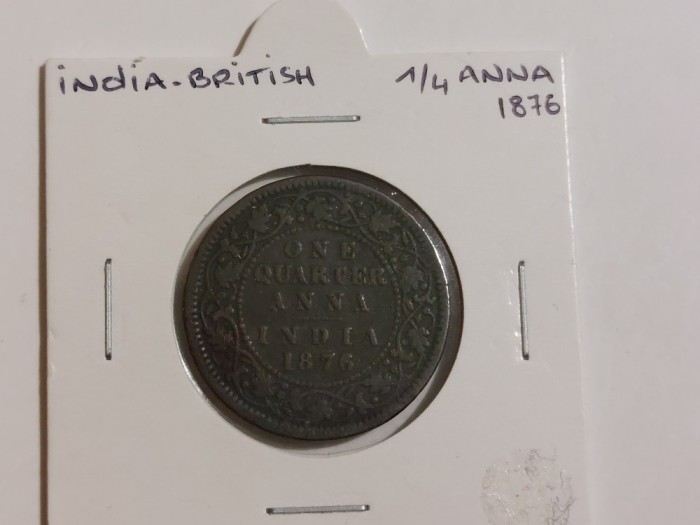 INDIA-BRITISH
1/4 ANNA
1876
ONE
QUARTER
ANNA
INDIA
1876